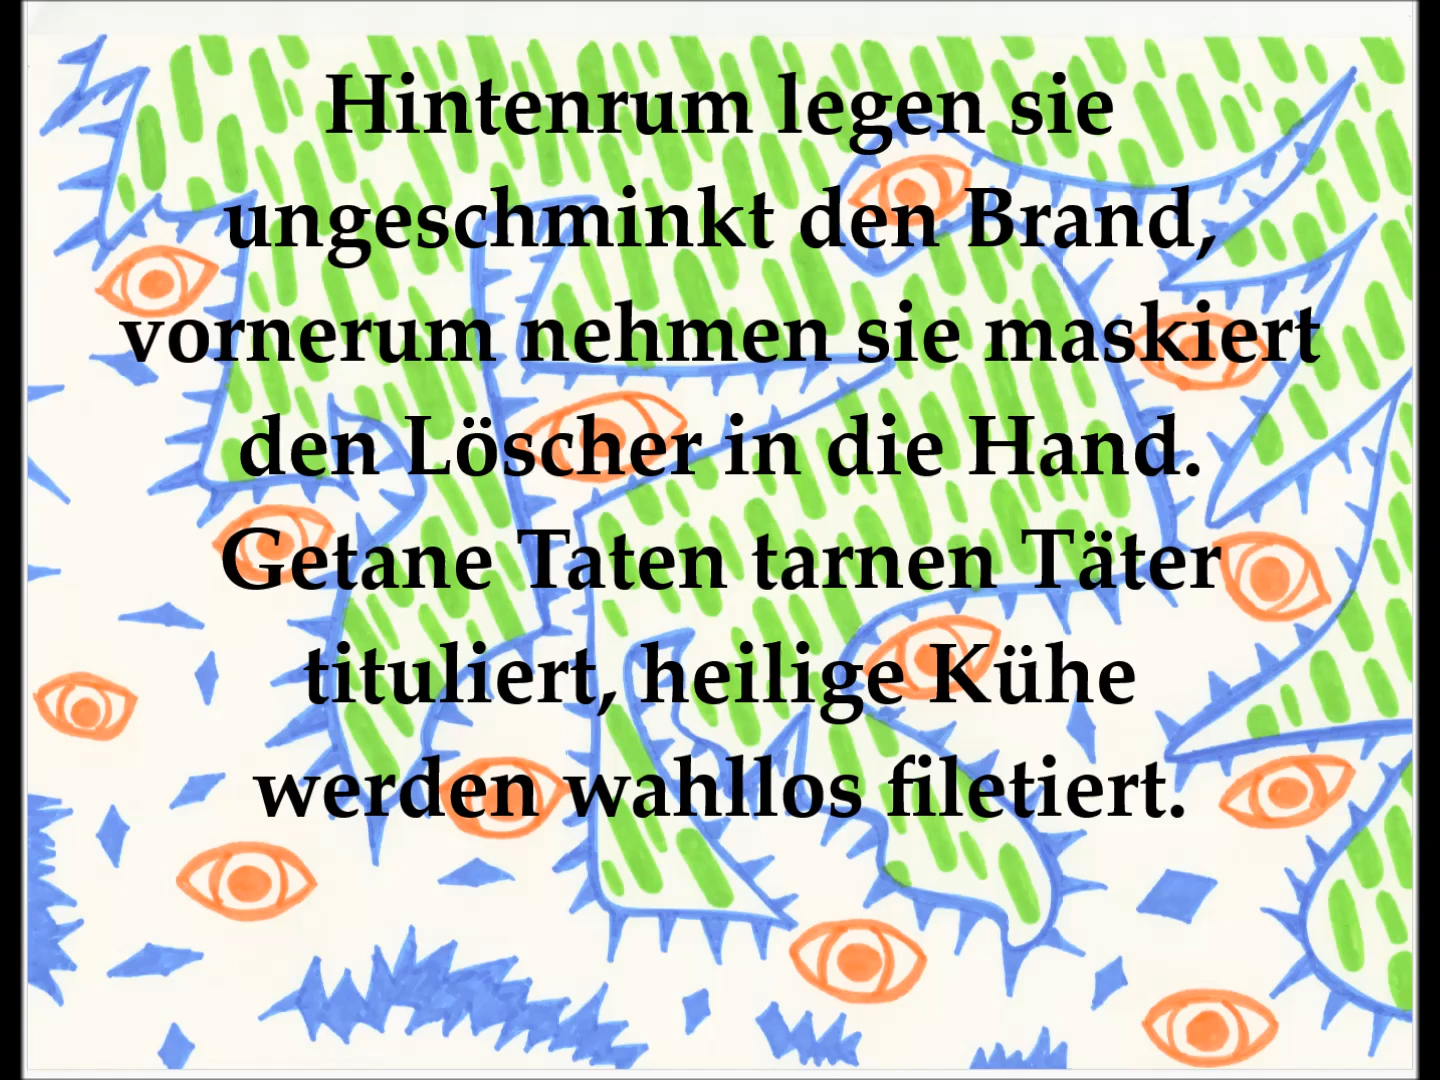 Hintenrum legen sie
ungeschminkt den Brand,
vornerum nehmen sie maskiert
den Löscher in die Hand.
Getane Taten tarnen Täter
tituliert, heilige Kühe
werden wahllos filetiert.